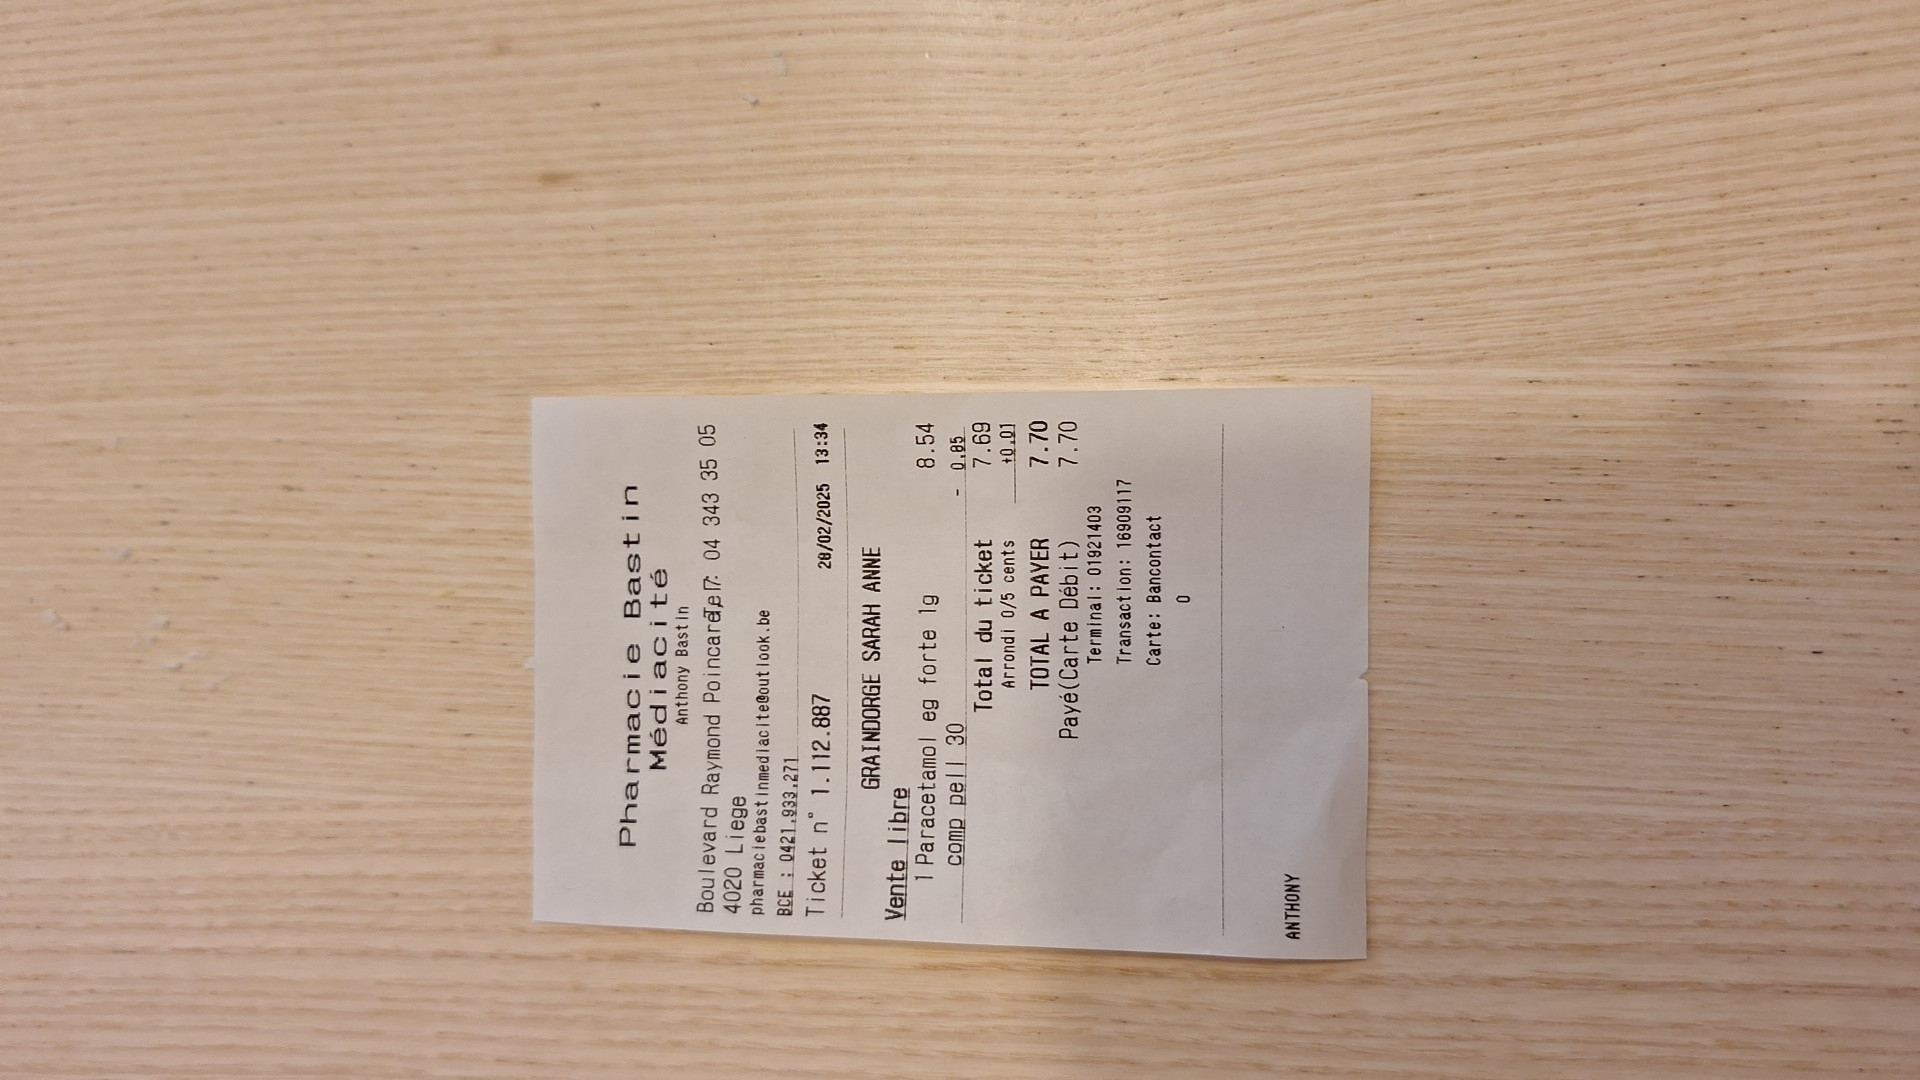 Pharmacie Bastin
Médiacité
Anthony Bastin
Boulevard Raymond Poincaré, 7: 04 343 35 05
4020 Liege
pharmaciebastinmediacite@outlook.be
BCE : 0421.933.271
Ticket n° 1.112.887 28/02/2025 13:34
GRAINDORGE SARAH ANNE
Vente libre
1 Paracetamol eg forte 1g 8.54
comp pell 30 - 0.85
Total du ticket 7.69
Arrondi 0/5 cents +0.01
TOTAL A PAYER 7.70
Payé(Carte Débit) 7.70
Terminal: 01921403
Transaction: 16909117
Carte: Bancontact
0
ANTHONY